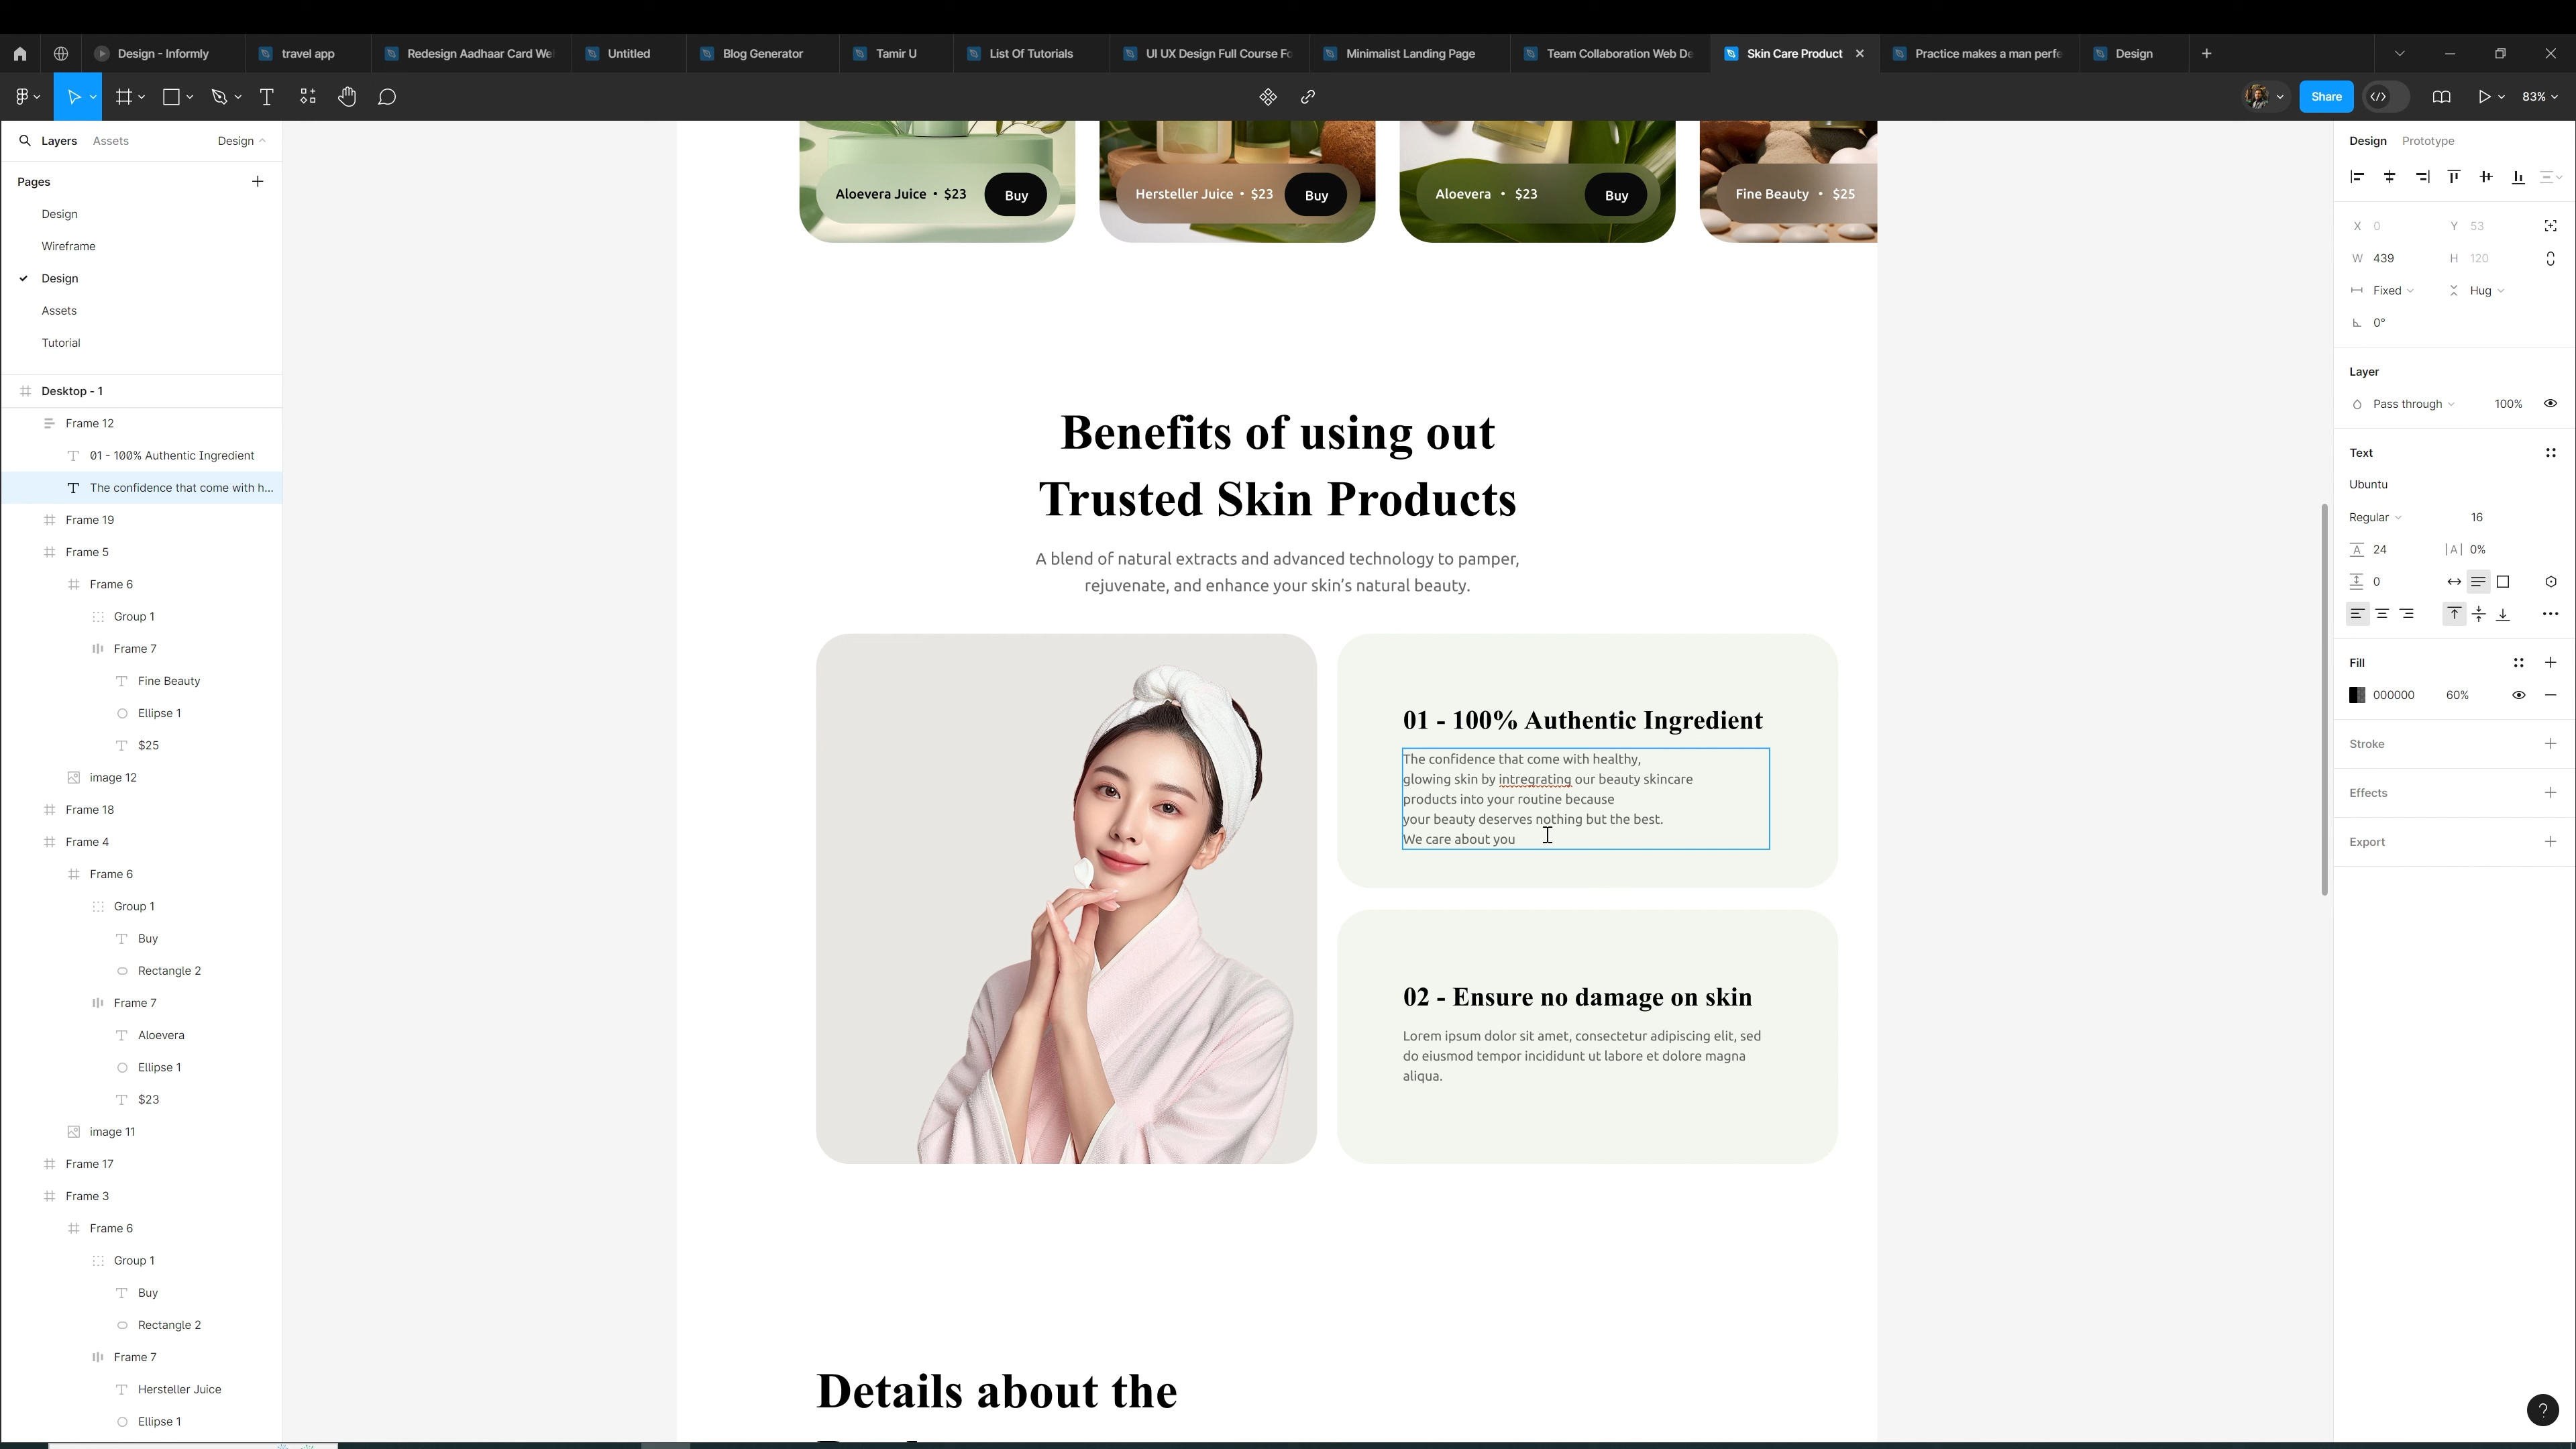 Design - Informly
travel app
Redesign Aadhaar Card We
Untitled
Blog Generator
Tamir U
List Of Tutorials
UI UX Design Full Course Fo
Minimalist Landing Page
Team Collaboration Web De
Skin Care Product
Practice makes a man perfe
Design
Share
83%
Layers
Assets
Design
Pages
Design
Wireframe
Design
Assets
Tutorial
Desktop - 1
Frame 12
01 - 100% Authentic Ingredient
The confidence that come with h...
Frame 19
Frame 5
Frame 6
Group 1
Frame 7
Fine Beauty
Ellipse 1
$25
image 12
Frame 18
Frame 4
Frame 6
Group 1
Buy
Rectangle 2
Frame 7
Aloevera
Ellipse 1
$23
image 11
Frame 17
Frame 3
Frame 6
Group 1
Buy
Rectangle 2
Frame 7
Hersteller Juice
Ellipse 1
Aloevera Juice • $23
Buy
Hersteller Juice • $23
Buy
Aloevera • $23
Buy
Fine Beauty • $25
Benefits of using out
Trusted Skin Products
A blend of natural extracts and advanced technology to pamper,
rejuvenate, and enhance your skin's natural beauty.
01 - 100% Authentic Ingredient
The confidence that come with healthy,
glowing skin by intregrating our beauty skincare
products into your routine because
your beauty deserves nothing but the best.
We care about you
02 - Ensure no damage on skin
Lorem ipsum dolor sit amet, consectetur adipiscing elit, sed
do eiusmod tempor incididunt ut labore et dolore magna
aliqua.
Details about the
Design
Prototype
X 0
Y 53
W 439
H 120
Fixed
Hug
0°
Layer
Pass through
100%
Text
Ubuntu
Regular
16
A 24
|A| 0%
0
Fill
000000
60%
Stroke
Effects
Export
?